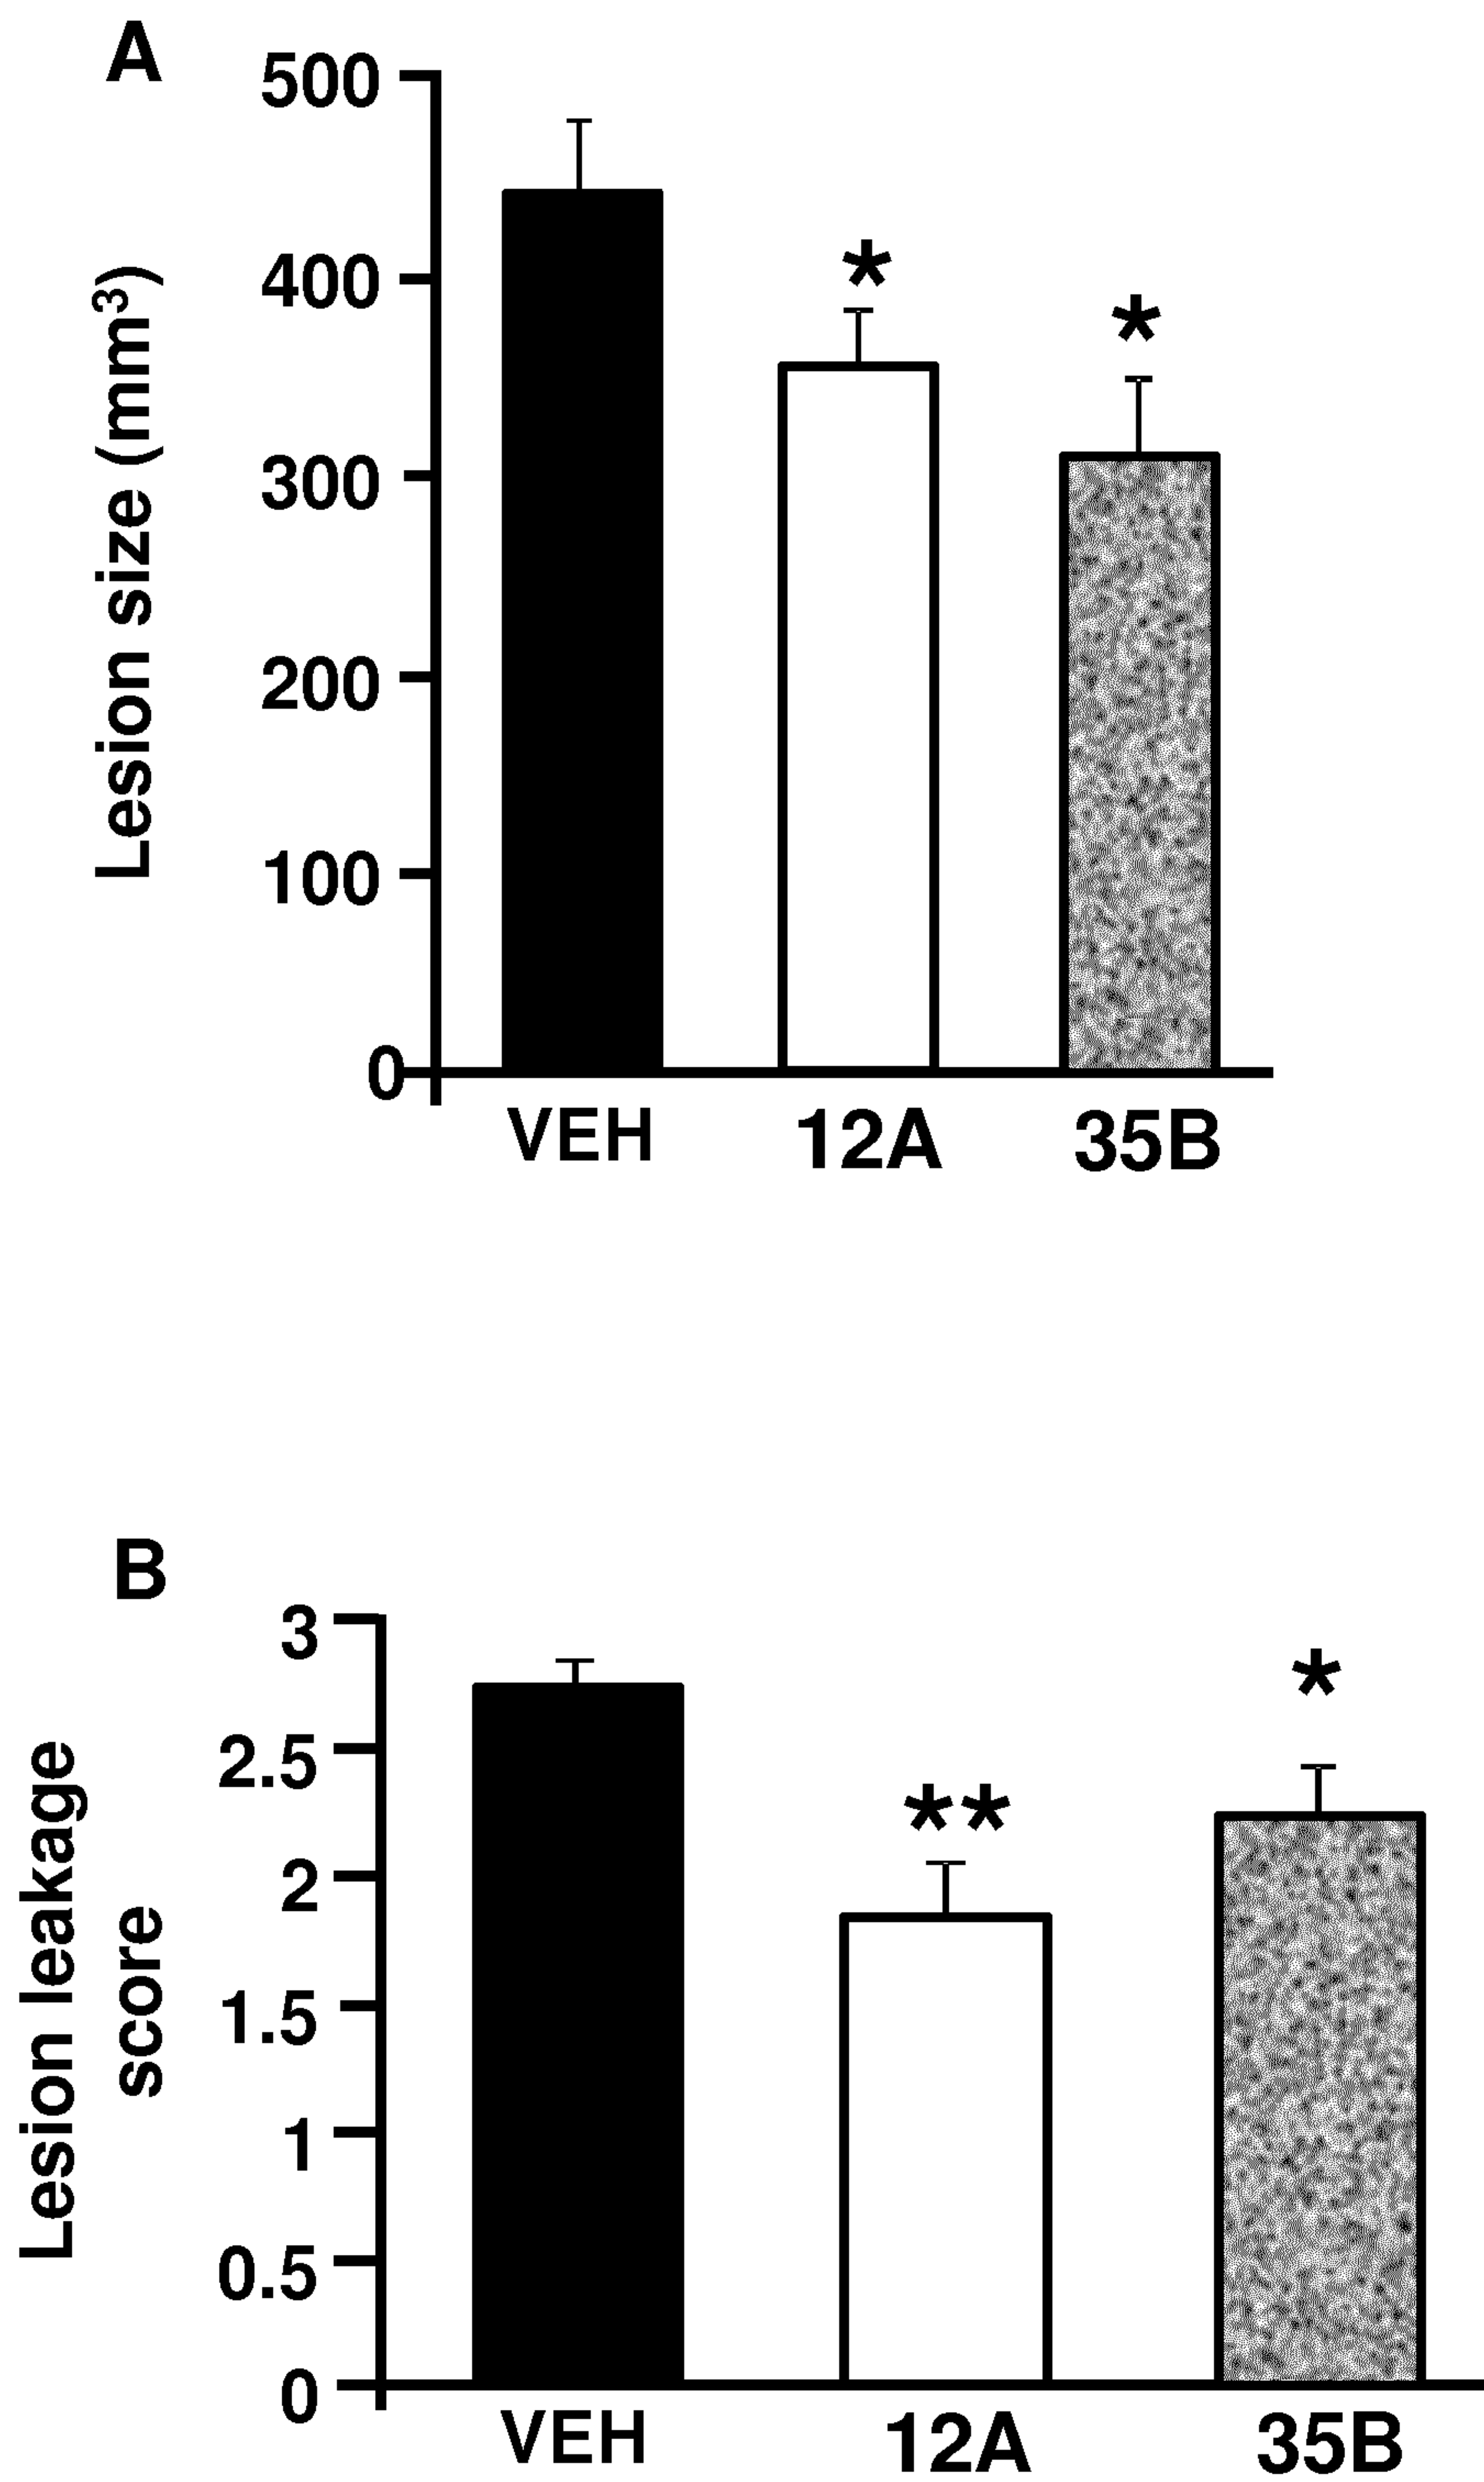 A
500
400
300
200
100
0
Lesion size (mm³)
*
*
VEH 12A 35B
B
3
2.5
2
1.5
1
0.5
0
Lesion leakage
score
**
*
VEH 12A 35B